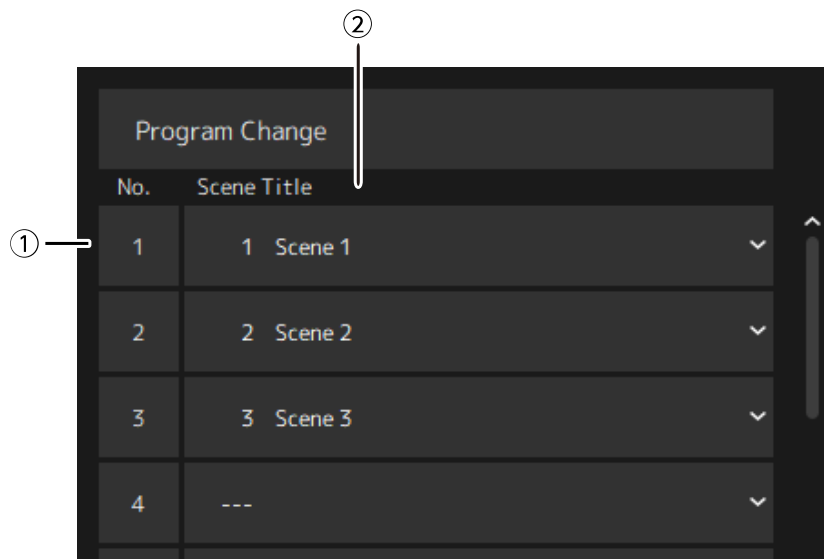 ②
Program Change
No. Scene Title
① 1 1 Scene 1
2 2 Scene 2
3 3 Scene 3
4 ---